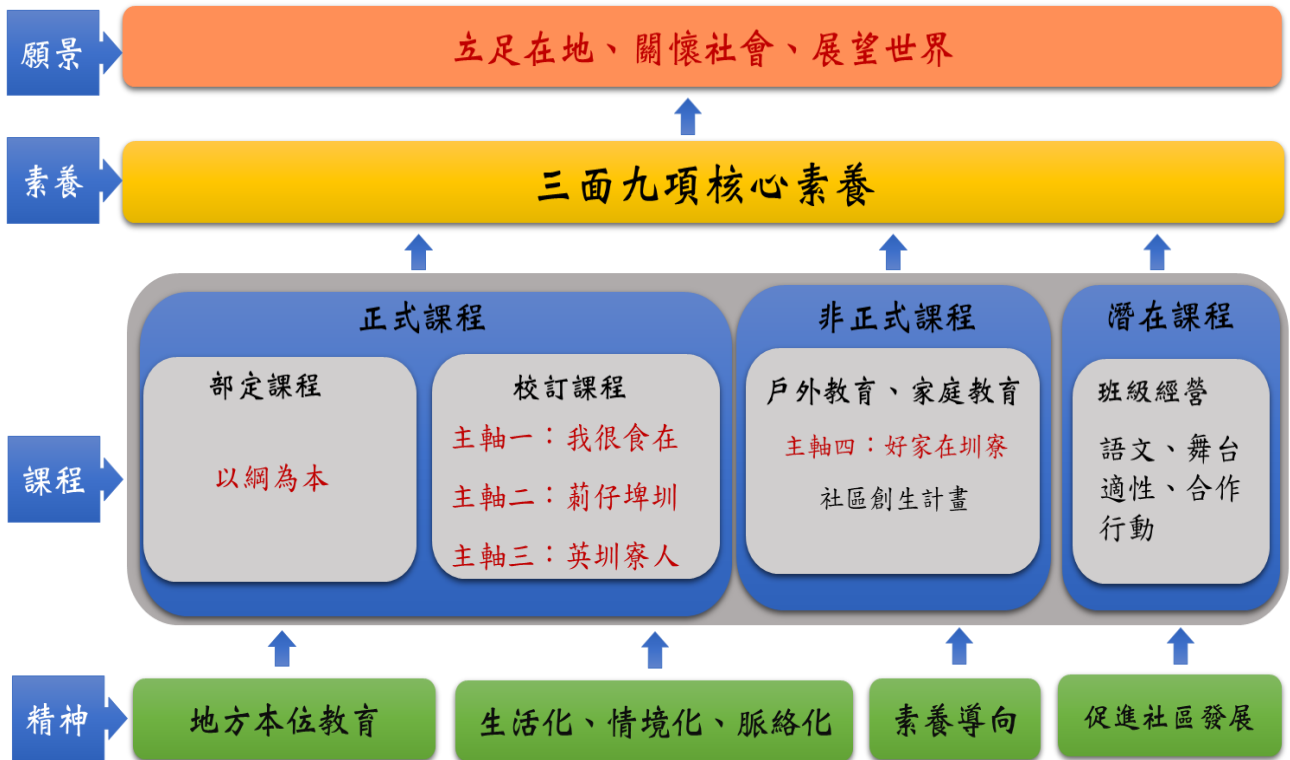 願景
立足在地、關懷社會、展望世界
素養
三面九項核心素養
課程
正式課程
部定課程
以綱為本
校訂課程
主軸一：我很食在
主軸二：莿仔埤圳
主軸三：英圳寮人
非正式課程
戶外教育、家庭教育
主軸四：好家在圳寮
社區創生計畫
潛在課程
班級經營
語文、舞台
適性、合作
行動
精神
地方本位教育
生活化、情境化、脈絡化
素養導向
促進社區發展